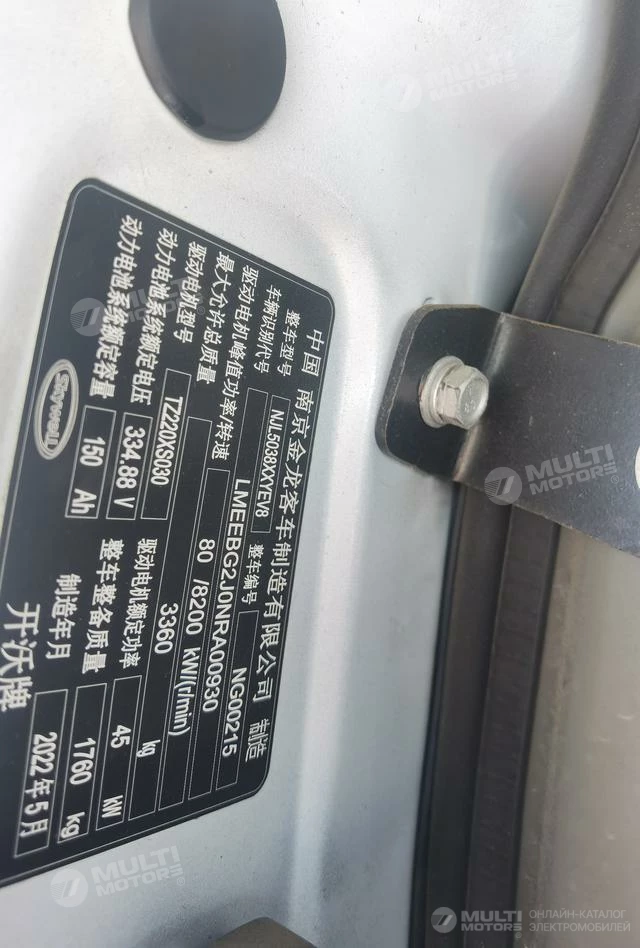 中国 南京金龙客车制造有限公司 制造
整车型号 NJL5038XXYEV8 整车编号 NG00215
车辆识别代号 LMEEBG2J0NRA00930
驱动电机峰值功率/转速 80 /8200 kW/(r/min)
最大允许总质量 3360 kg
驱动电机型号 TZ220XS030 驱动电机额定功率 45 kW
动力电池系统额定电压 334.88 V 整车整备质量 1760 kg
动力电池系统额定容量 150 Ah 制造年月 2022年5月
Skywell 开沃牌
MULTI MOTORS
MULTI MOTORS
MULTI MOTORS
MULTI MOTORS
MULTI MOTORS ОНЛАЙН-КАТАЛОГ ЭЛЕКТРОМОБИЛЕЙ